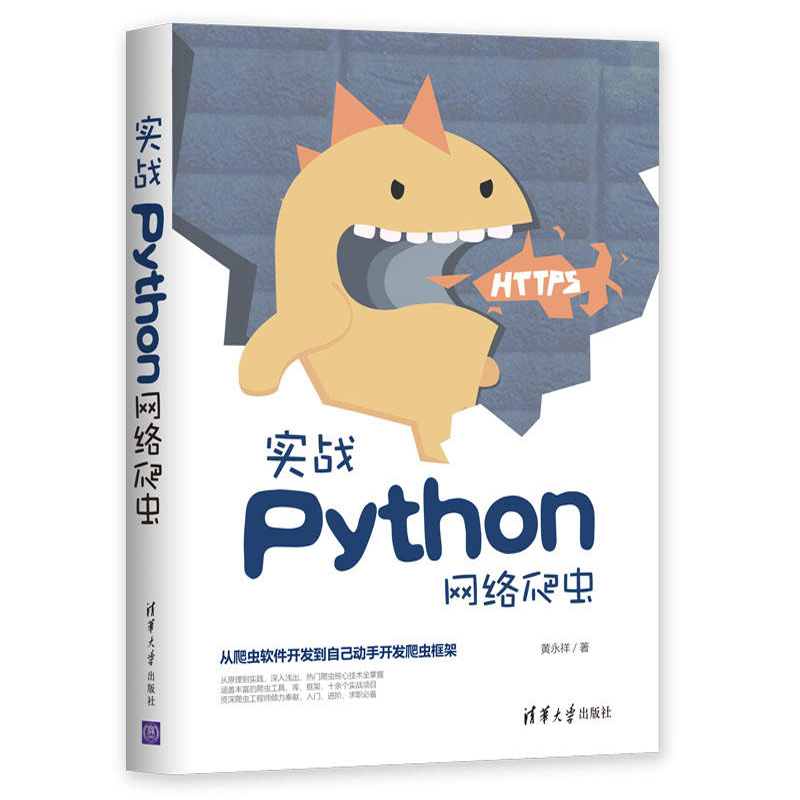 实战
Python
网络爬虫
清华大学出版社
HTTPS
实战
Python
网络爬虫
从爬虫软件开发到自己动手开发爬虫框架
黄永祥 / 著
从原理到实践，深入浅出，热门爬虫核心技术全掌握
涵盖丰富的爬虫工具、库、框架，十余个实战项目
资深爬虫工程师倾力奉献，入门、进阶、求职必备
清华大学出版社